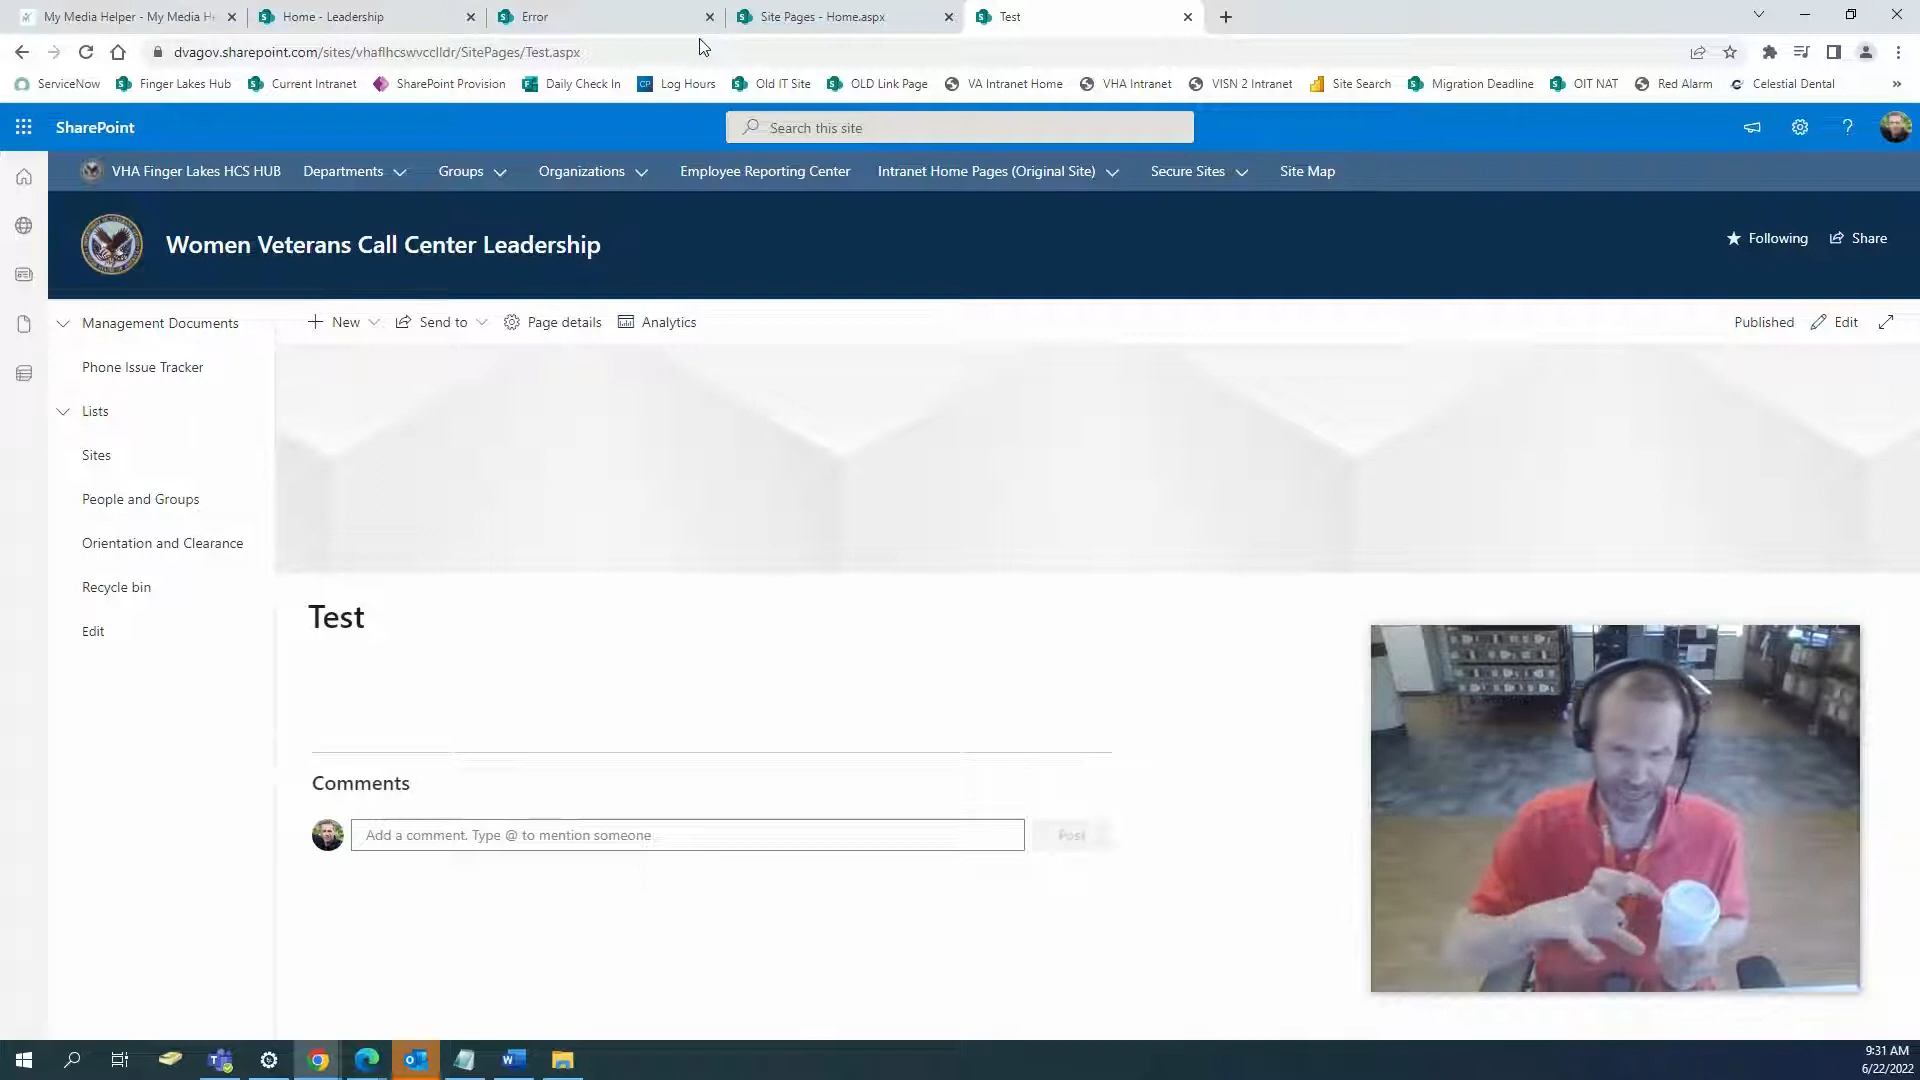 My Media Helper - My Media H
Home - Leadership
Error
Site Pages - Home.aspx
Test
dvagov.sharepoint.com/sites/vhaflhcswvcclldr/SitePages/Test.aspx
ServiceNow
Finger Lakes Hub
Current Intranet
SharePoint Provision
Daily Check In
CP
Log Hours
Old IT Site
OLD Link Page
VA Intranet Home
VHA Intranet
VISN 2 Intranet
Site Search
Migration Deadline
OIT NAT
Red Alarm
Celestial Dental
»
SharePoint
Search this site
VHA Finger Lakes HCS HUB
Departments
Groups
Organizations
Employee Reporting Center
Intranet Home Pages (Original Site)
Secure Sites
Site Map
Women Veterans Call Center Leadership
Following
Share
Management Documents
Phone Issue Tracker
Lists
Sites
People and Groups
Orientation and Clearance
Recycle bin
Edit
New
Send to
Page details
Analytics
Published
Edit
Test
Comments
Add a comment. Type @ to mention someone
Post
9:31 AM
6/22/2022